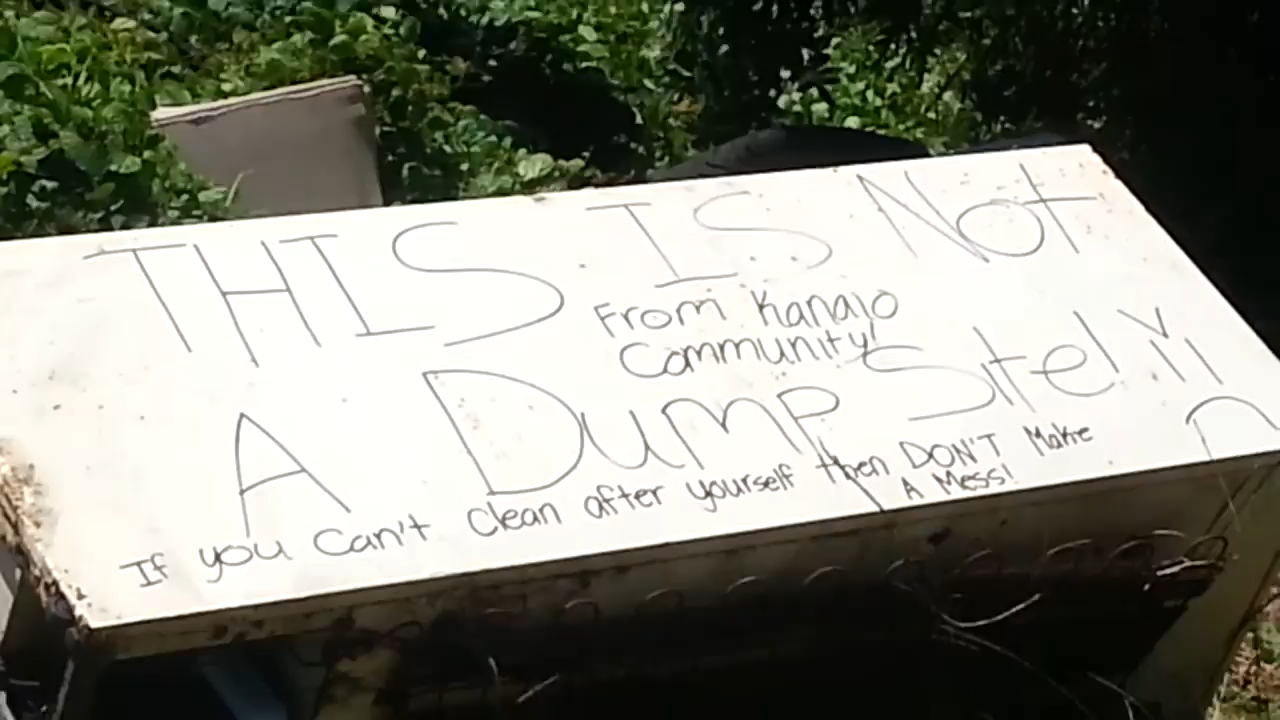 THIS IS Not
From Kanaio
Community!
A Dump Site!
If you Can't Clean after yourself then DON'T Make
A Mess!